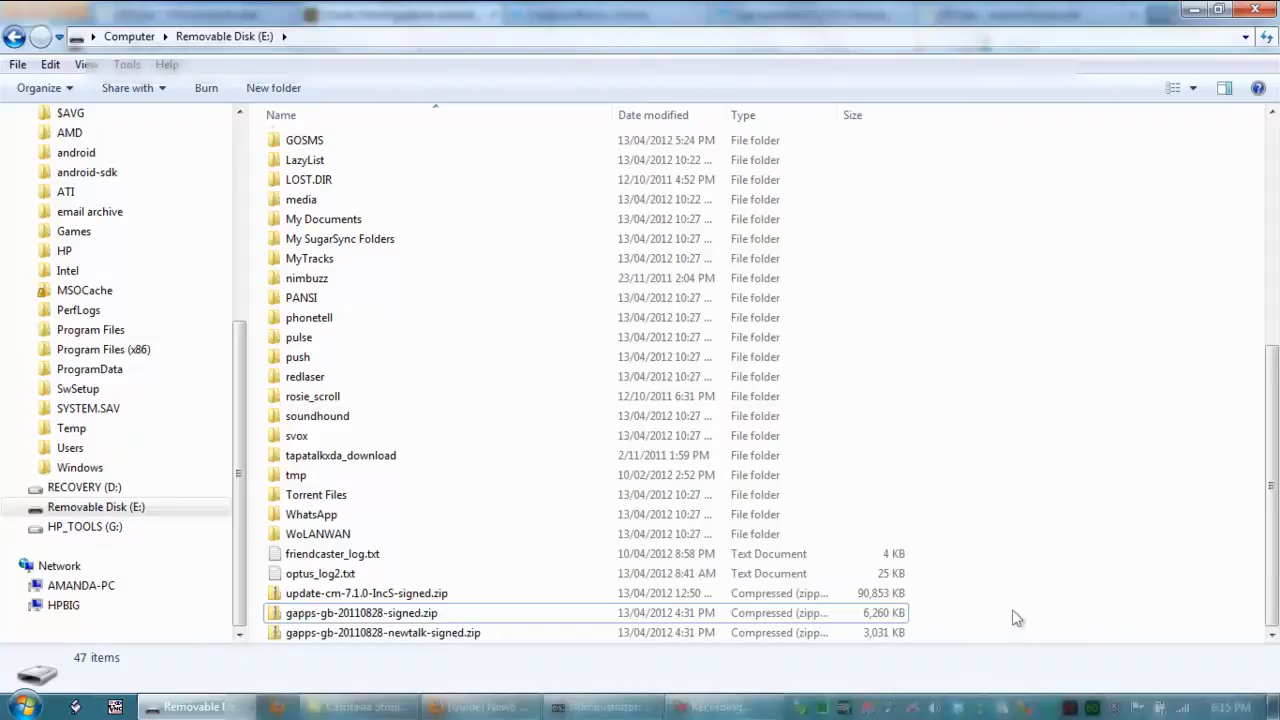 Computer Removable Disk (E:)
File Edit View Tools Help
Organize Share with Burn New folder
Name Date modified Type Size
$AVG
AMD
android
android-sdk
ATI
email archive
Games
HP
Intel
MSOCache
PerfLogs
Program Files
Program Files (x86)
ProgramData
SwSetup
SYSTEM.SAV
Temp
Users
Windows
RECOVERY (D:)
Removable Disk (E:)
HP_TOOLS (G:)
Network
AMANDA-PC
HPBIG
GOSMS 13/04/2012 5:24 PM File folder
LazyList 13/04/2012 10:22 ... File folder
LOST.DIR 12/10/2011 4:52 PM File folder
media 13/04/2012 10:22 ... File folder
My Documents 13/04/2012 10:27 ... File folder
My SugarSync Folders 13/04/2012 10:27 ... File folder
MyTracks 13/04/2012 10:27 ... File folder
nimbuzz 23/11/2011 2:04 PM File folder
PANSI 13/04/2012 10:27 ... File folder
phonetell 13/04/2012 10:27 ... File folder
pulse 13/04/2012 10:27 ... File folder
push 13/04/2012 10:27 ... File folder
redlaser 13/04/2012 10:27 ... File folder
rosie_scroll 12/10/2011 6:31 PM File folder
soundhound 13/04/2012 10:27 ... File folder
svox 13/04/2012 10:27 ... File folder
tapatalkxda_download 2/11/2011 1:59 PM File folder
tmp 10/02/2012 2:52 PM File folder
Torrent Files 13/04/2012 10:27 ... File folder
WhatsApp 13/04/2012 10:27 ... File folder
WoLANWAN 13/04/2012 10:27 ... File folder
friendcaster_log.txt 10/04/2012 8:58 PM Text Document 4 KB
optus_log2.txt 13/04/2012 8:41 AM Text Document 25 KB
update-cm-7.1.0-IncS-signed.zip 13/04/2012 12:50 ... Compressed (zipp... 90,853 KB
gapps-gb-20110828-signed.zip 13/04/2012 4:31 PM Compressed (zipp... 6,260 KB
gapps-gb-20110828-newtalk-signed.zip 13/04/2012 4:31 PM Compressed (zipp... 3,031 KB
47 items
Removable [Guide] Newb Administrator: Recording... 6:15 PM